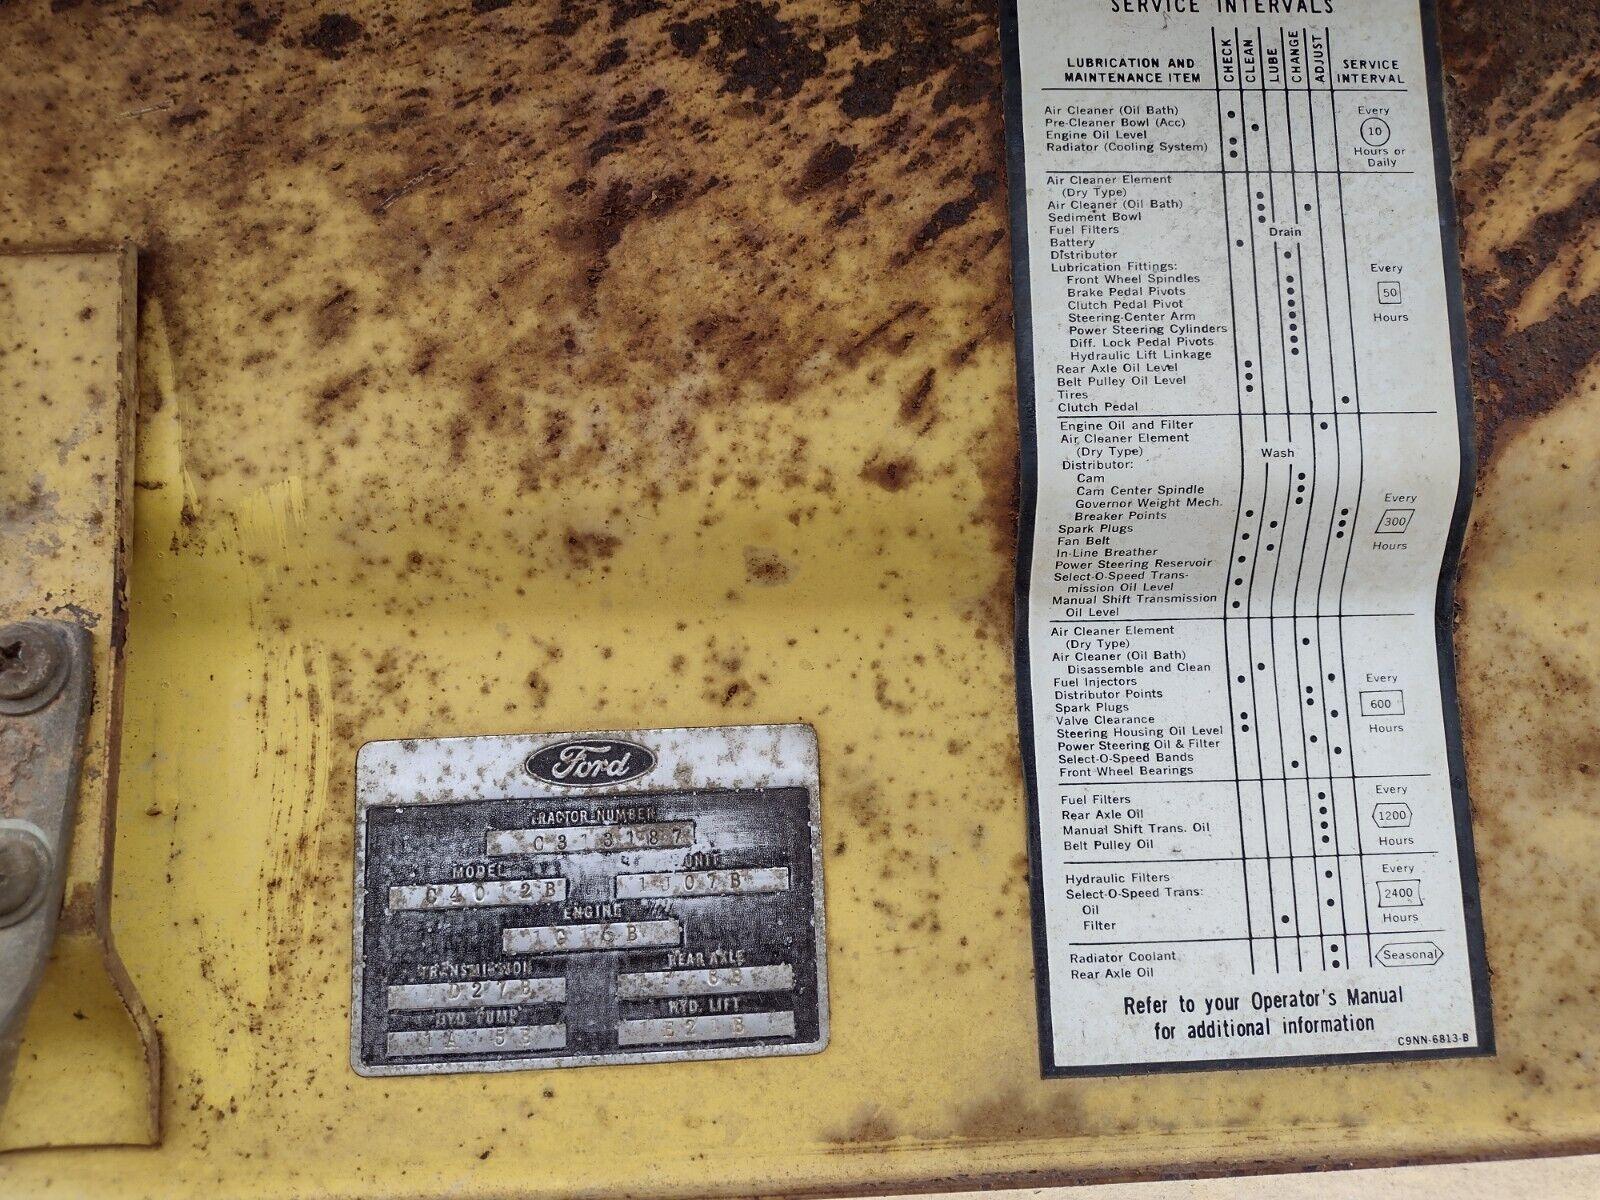 SERVICE INTERVALS
LUBRICATION AND
MAINTENANCE ITEM
CHECK
CLEAN
LUBE
CHANGE
ADJUST
SERVICE
INTERVAL
Air Cleaner (Oil Bath)
Pre-Cleaner Bowl (Acc)
Engine Oil Level
Radiator (Cooling System)
Every
10
Hours or
Daily
Air Cleaner Element
(Dry Type)
Air Cleaner (Oil Bath)
Sediment Bowl
Fuel Filters
Drain
Battery
Distributor
Lubrication Fittings:
Front Wheel Spindles
Brake Pedal Pivots
Clutch Pedal Pivot
Steering-Center Arm
Power Steering Cylinders
Diff. Lock Pedal Pivots
Hydraulic Lift Linkage
Rear Axle Oil Level
Belt Pulley Oil Level
Tires
Clutch Pedal
Every
50
Hours
Engine Oil and Filter
Air Cleaner Element
(Dry Type)
Wash
Distributor:
Cam
Cam Center Spindle
Governor Weight Mech.
Breaker Points
Spark Plugs
Fan Belt
In-Line Breather
Power Steering Reservoir
Select-O-Speed Trans-
mission Oil Level
Manual Shift Transmission
Oil Level
Every
300
Hours
Air Cleaner Element
(Dry Type)
Air Cleaner (Oil Bath)
Disassemble and Clean
Fuel Injectors
Distributor Points
Spark Plugs
Valve Clearance
Steering Housing Oil Level
Power Steering Oil & Filter
Select-O-Speed Bands
Front Wheel Bearings
Every
600
Hours
Fuel Filters
Rear Axle Oil
Manual Shift Trans. Oil
Belt Pulley Oil
Every
1200
Hours
Hydraulic Filters
Select-O-Speed Trans:
Oil
Filter
Every
2400
Hours
Radiator Coolant
Rear Axle Oil
Seasonal
Refer to your Operator's Manual
for additional information
C9NN-6813-B
Ford
TRACTOR NUMBER
C313187
MODEL
C4012B
UNIT
1J07B
ENGINE
TRANSMISSION
REAR AXLE
HYD. PUMP
HYD. LIFT